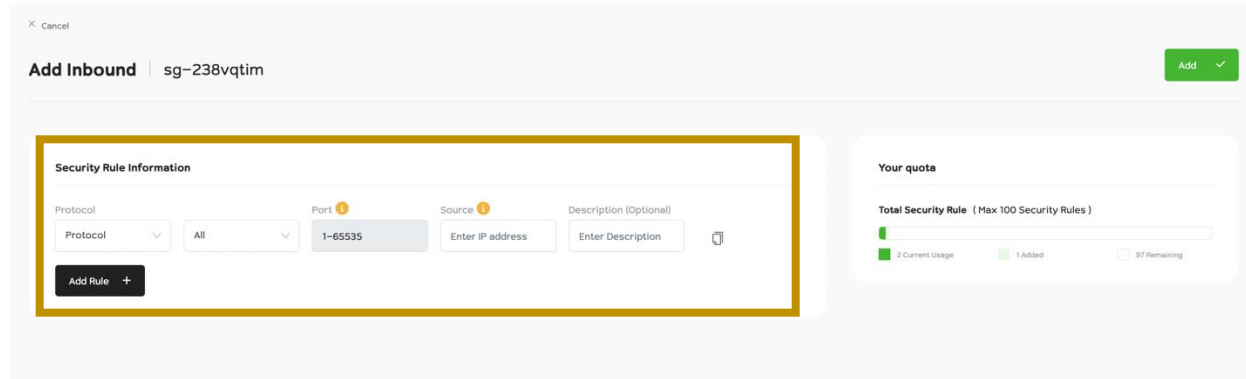 Cancel
Add Inbound sg-238vqtim
Add
Security Rule Information
Protocol Port Source Description (Optional)
Protocol All 1-65535 Enter IP address Enter Description
Add Rule +
Your quota
Total Security Rule ( Max 100 Security Rules )
2 Current Usage 1 Added 97 Remaining